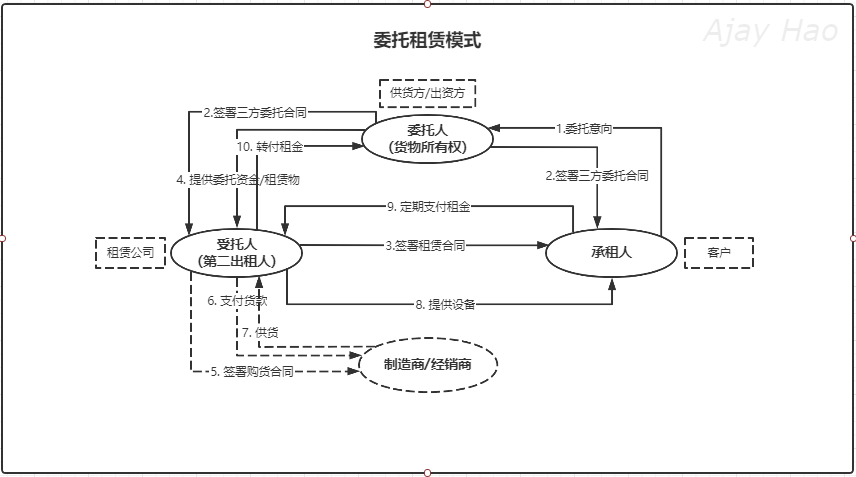 Ajay Hao
委托租赁模式
供货方/出资方
2.签署三方委托合同
委托人
（货物所有权）
1.委托意向
10. 转付租金
4. 提供委托资金/租赁物
2.签署三方委托合同
9. 定期支付租金
租赁公司
受托人
（第二出租人）
3.签署租赁合同
承租人
客户
6. 支付货款
8. 提供设备
7. 供货
制造商/经销商
5. 签署购货合同